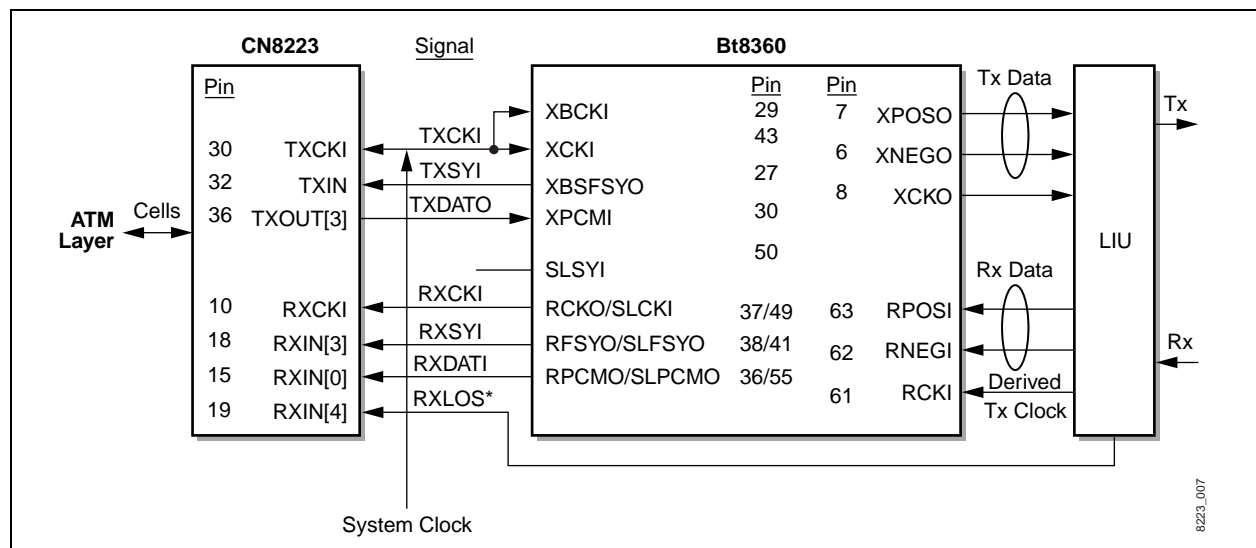 CN8223 Signal Bt8360
Pin Pin Pin Tx Data
XBCKI 29 7 XPOSO Tx
30 TXCKI TXCKI XCKI 43 6 XNEGO
32 TXIN TXSYI XBSFSYO 27 8 XCKO
ATM Layer Cells 36 TXOUT[3] TXDATO XPCMI 30
LIU
SLSYI 50 Rx Data
10 RXCKI RXCKI RCKO/SLCKI 37/49 63 RPOSI
18 RXIN[3] RXSYI RFSYO/SLFSYO 38/41 62 RNEGI Rx
15 RXIN[0] RXDATI RPCMO/SLPCMO 36/55 61 RCKI Derived Tx Clock
19 RXIN[4] RXLOS*
System Clock
8223_007